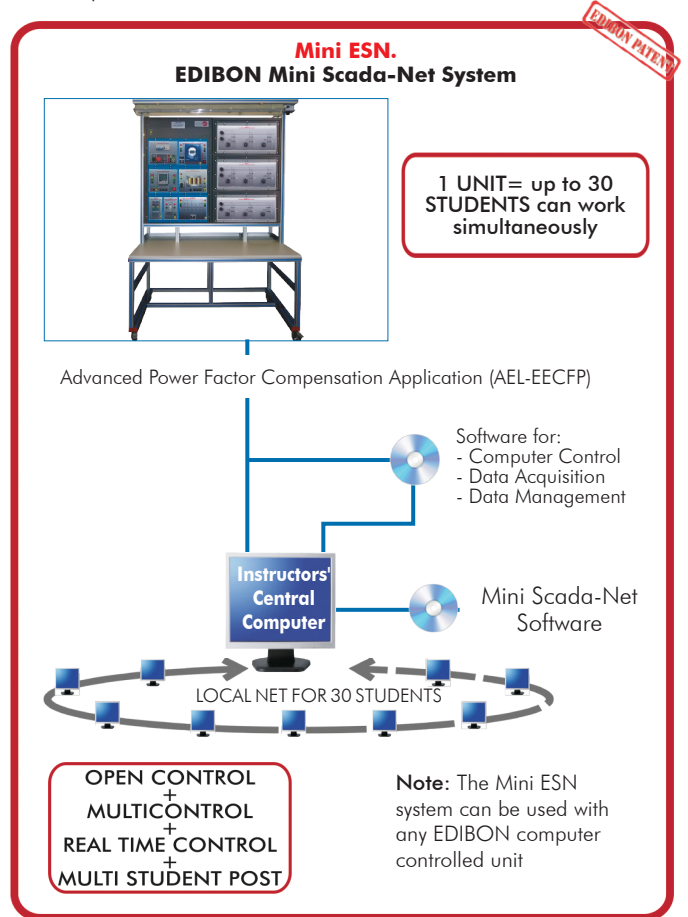 EDIBON PATENT
Mini ESN.
EDIBON Mini Scada-Net System
1 UNIT= up to 30
STUDENTS can work
simultaneously
Advanced Power Factor Compensation Application (AEL-EECFP)
Software for:
- Computer Control
- Data Acquisition
- Data Management
Instructors'
Central
Computer
Mini Scada-Net
Software
LOCAL NET FOR 30 STUDENTS
OPEN CONTROL
+
MULTICONTROL
+
REAL TIME CONTROL
+
MULTI STUDENT POST
Note: The Mini ESN
system can be used with
any EDIBON computer
controlled unit